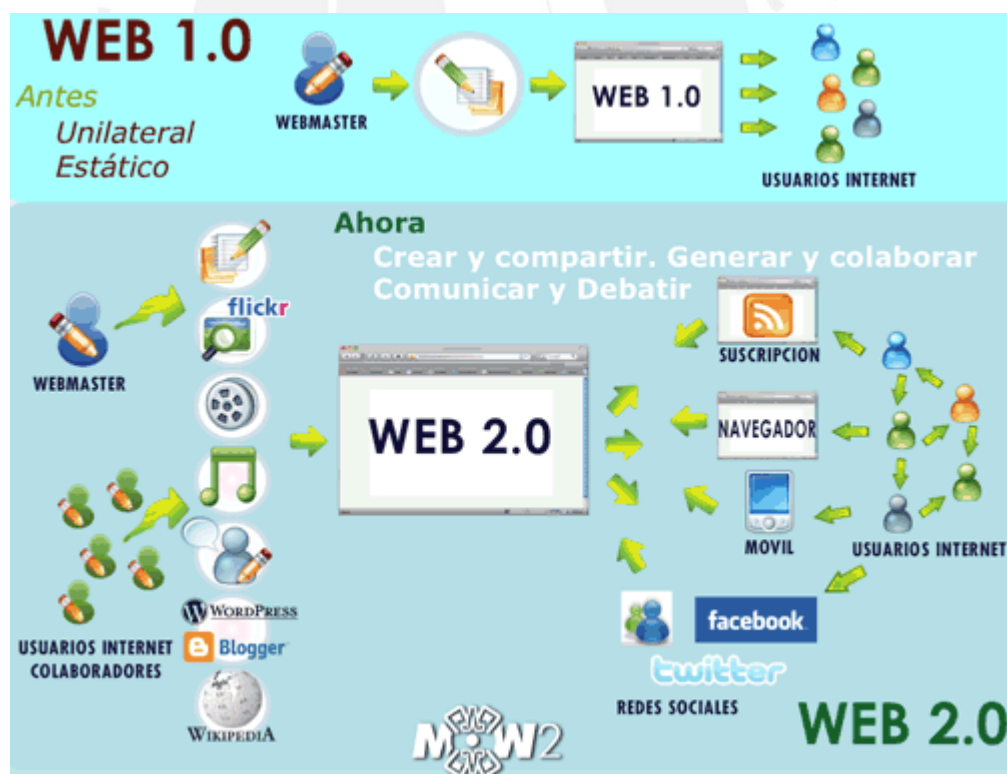 WEB 1.0
Antes
Unilateral
Estático
WEBMASTER
WEB 1.0
USUARIOS INTERNET
Ahora
Crear y compartir. Generar y colaborar
Comunicar y Debatir
flickr
WEBMASTER
SUSCRIPCION
WEB 2.0
NAVEGADOR
MOVIL
USUARIOS INTERNET
WORDPRESS
Blogger
USUARIOS INTERNET
COLABORADORES
WIKIPEDIA
facebook
twitter
REDES SOCIALES
MW2
WEB 2.0